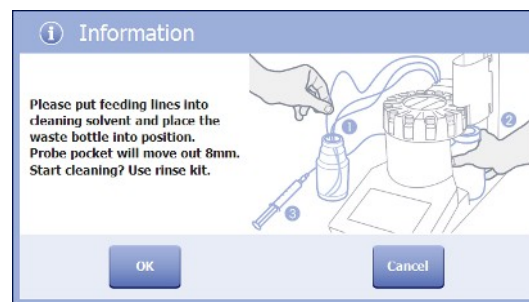 Information
Please put feeding lines into
cleaning solvent and place the
waste bottle into position.
Probe pocket will move out 8mm.
Start cleaning? Use rinse kit.
1
2
3
OK
Cancel